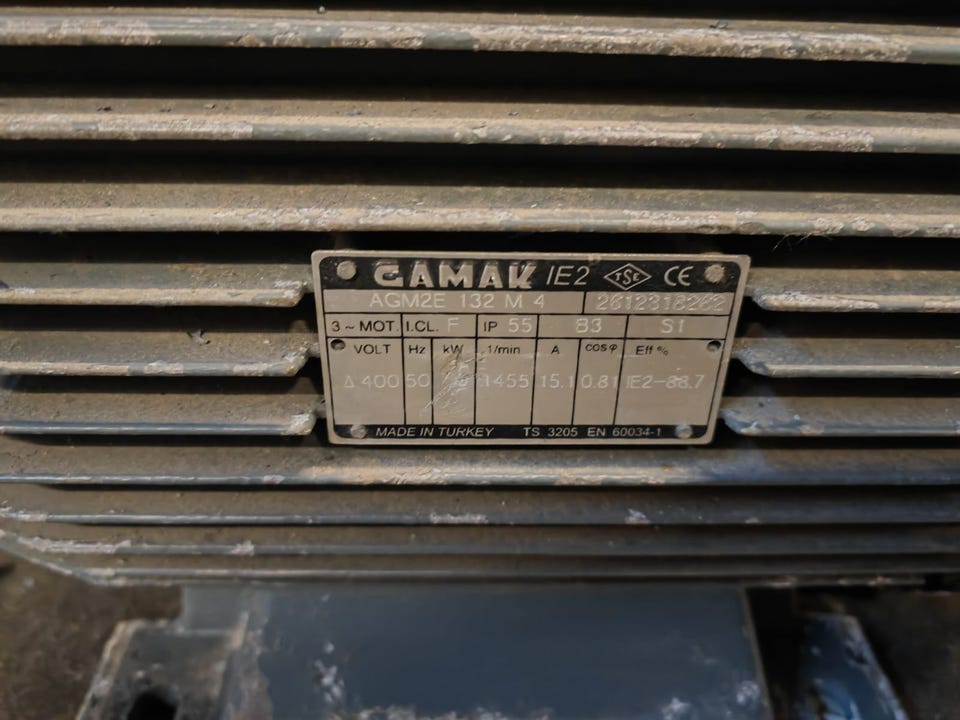 GAMAK IE2 TSE CE
AGM2E 132 M 4 2612318262
3~MOT. I.CL. F IP 55 B3 S1
VOLT Hz kW 1/min A cosφ Eff %
Δ 400 50 1455 15.1 0.81 IE2-88.7
MADE IN TURKEY TS 3205 EN 60034-1